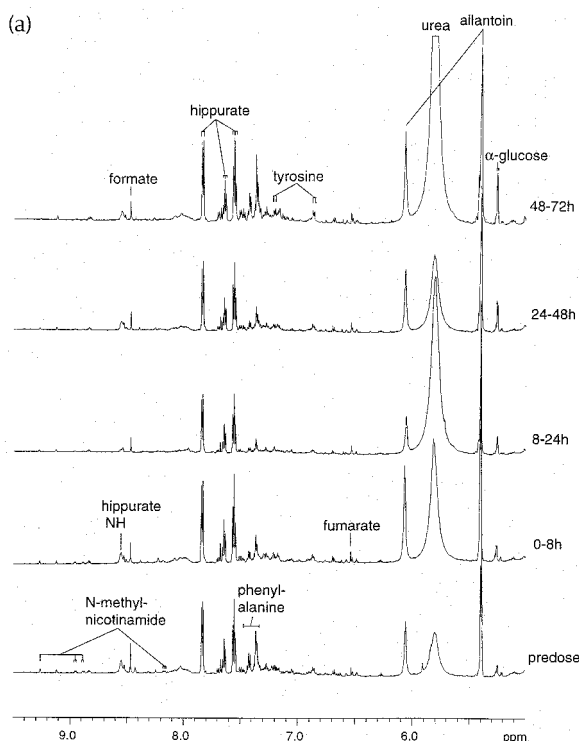 (a)
urea
allantoin
hippurate
formate
tyrosine
α-glucose
48-72h
24-48h
8-24h
hippurate
NH
fumarate
0-8h
N-methyl-
nicotinamide
phenyl-
alanine
predose
9.0 8.0 7.0 6.0 ppm